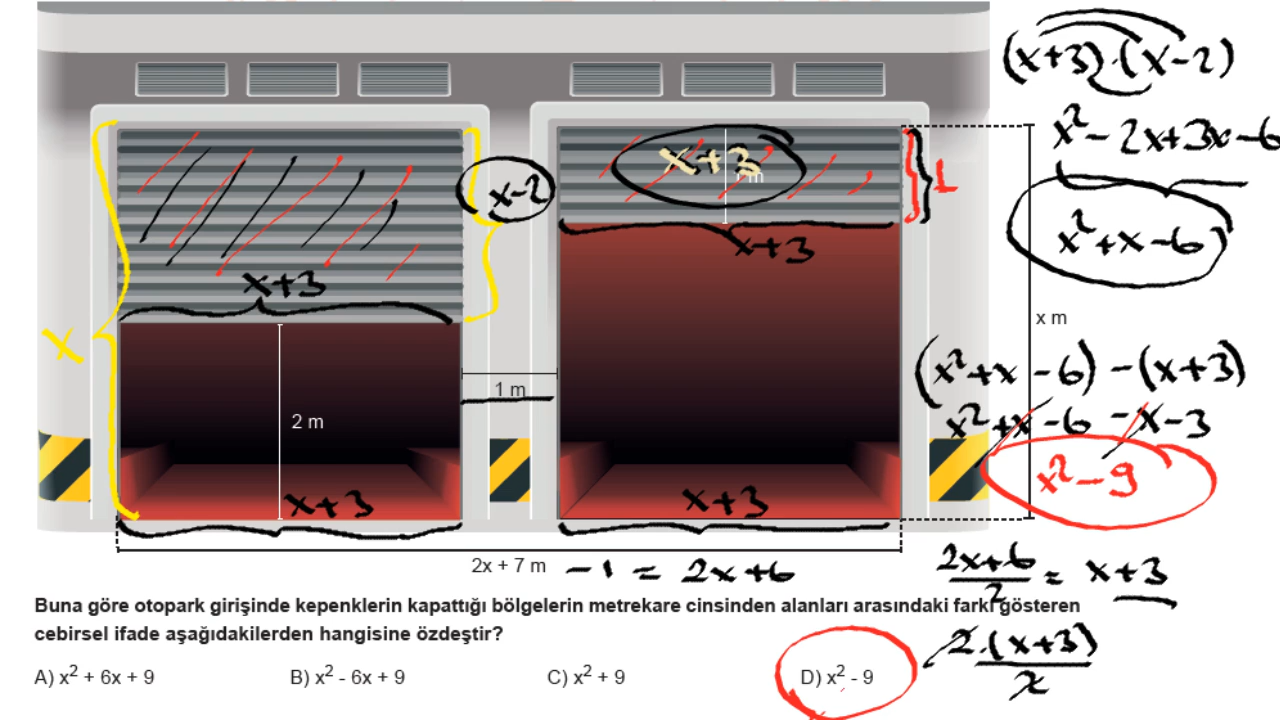 (x+3).(x-2)
x² - 2x+3x-6
x²+x-6
x+3
m
1
x-2
x+3
x+3
x
x m
(x²+x-6) - (x+3)
x²+x-6 -x-3
x²-9
1 m
2 m
x+3
x+3
2x + 7 m -1 = 2x+6
2x+6/2 = x+3
2.(x+3)/2
Buna göre otopark girişinde kepenklerin kapattığı bölgelerin metrekare cinsinden alanları arasındaki farkı gösteren
cebirsel ifade aşağıdakilerden hangisine özdeştir?
A) x² + 6x + 9 B) x² - 6x + 9 C) x² + 9 D) x² - 9